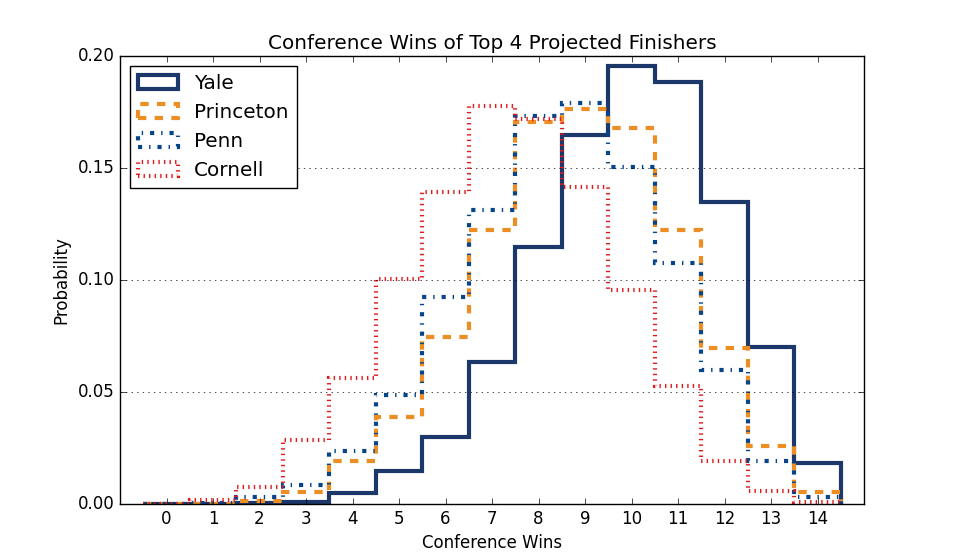 Conference Wins of Top 4 Projected Finishers
Yale
Princeton
Penn
Cornell
Probability
0.20
0.15
0.10
0.05
0.00
0 1 2 3 4 5 6 7 8 9 10 11 12 13 14
Conference Wins